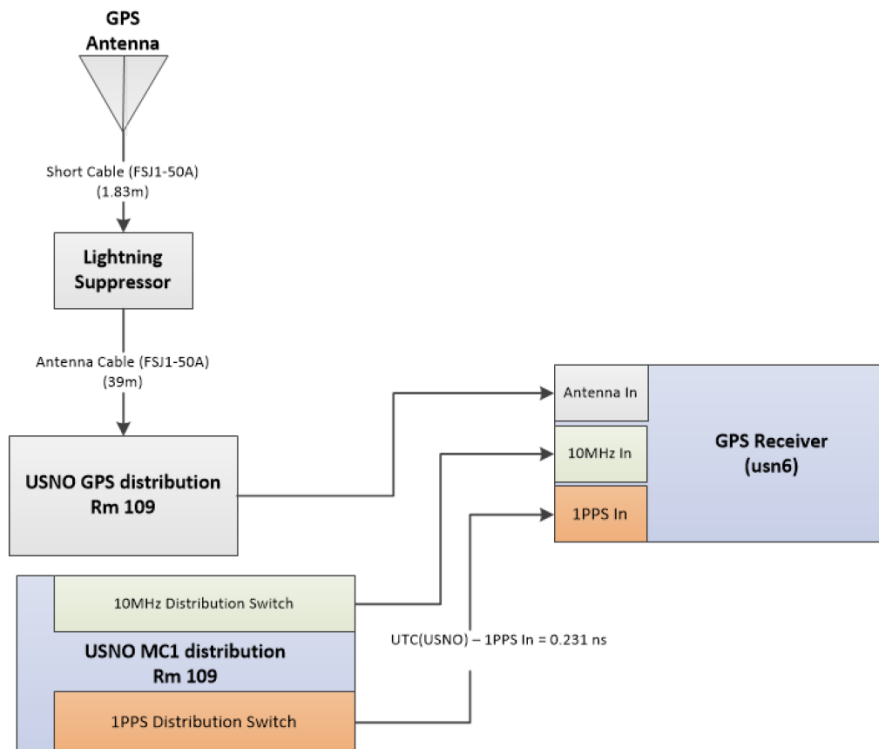 GPS
Antenna
Short Cable (FSJ1-50A)
(1.83m)
Lightning
Suppressor
Antenna Cable (FSJ1-50A)
(39m)
USNO GPS distribution
Rm 109
Antenna In
10MHz In
1PPS In
GPS Receiver
(usn6)
10MHz Distribution Switch
USNO MC1 distribution
Rm 109
1PPS Distribution Switch
UTC(USNO) – 1PPS In = 0.231 ns